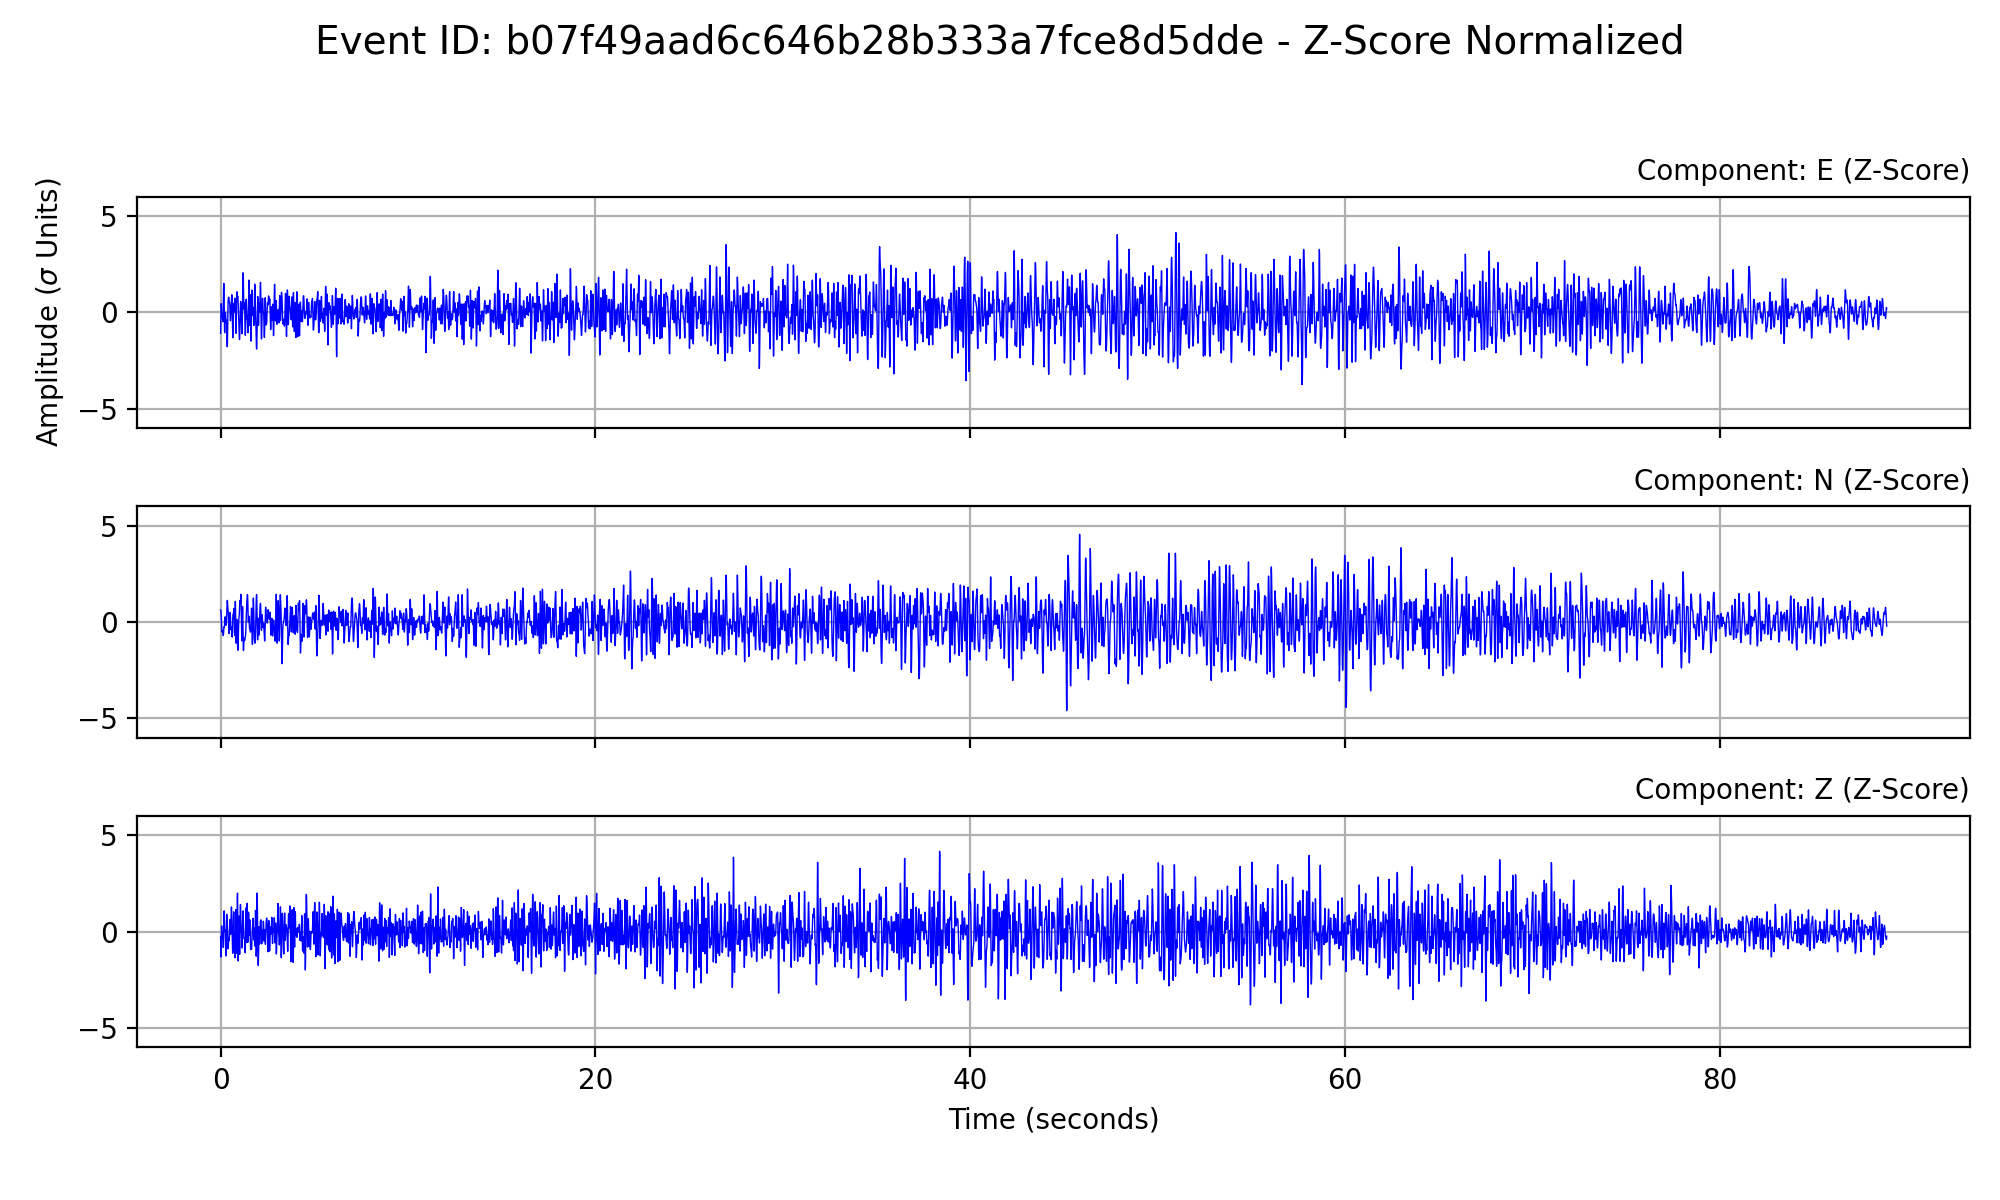 Event ID: b07f49aad6c646b28b333a7fce8d5dde - Z-Score Normalized
Component: E (Z-Score)
Amplitude (σ Units)
5
0
−5
Component: N (Z-Score)
5
0
−5
Component: Z (Z-Score)
5
0
−5
0 20 40 60 80
Time (seconds)